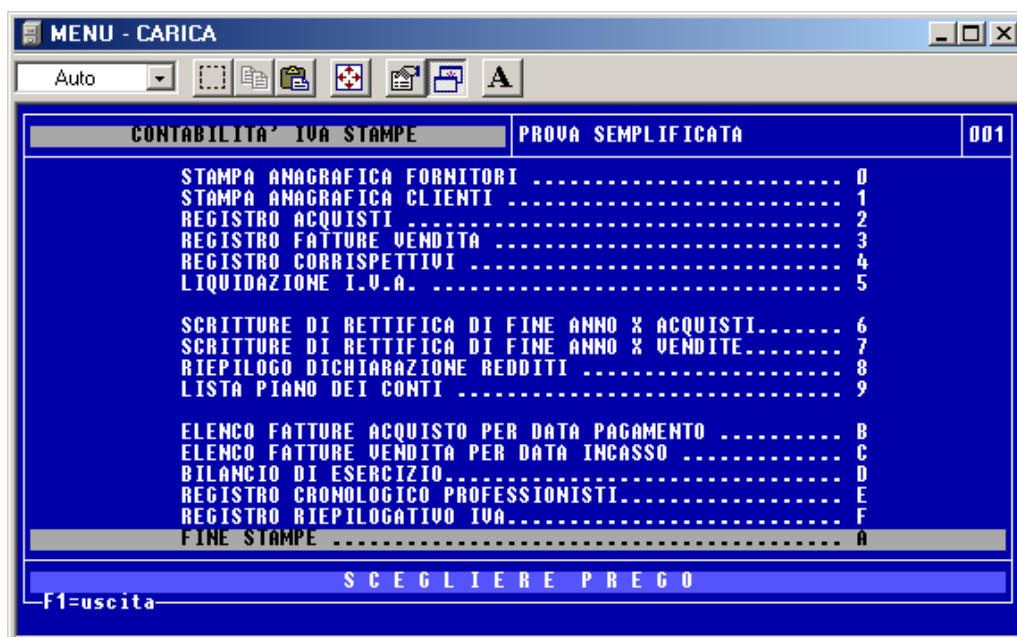 MENU - CARICA
Auto
A
CONTABILITA' IVA STAMPE PROVA SEMPLIFICATA 001
STAMPA ANAGRAFICA FORNITORI ......................... 0
STAMPA ANAGRAFICA CLIENTI ........................... 1
REGISTRO ACQUISTI ................................... 2
REGISTRO FATTURE VENDITA ............................ 3
REGISTRO CORRISPETTIVI .............................. 4
LIQUIDAZIONE I.V.A. ................................. 5
SCRITTURE DI RETTIFICA DI FINE ANNO X ACQUISTI....... 6
SCRITTURE DI RETTIFICA DI FINE ANNO X VENDITE........ 7
RIEPILOGO DICHIARAZIONE REDDITI ..................... 8
LISTA PIANO DEI CONTI ............................... 9
ELENCO FATTURE ACQUISTO PER DATA PAGAMENTO .......... B
ELENCO FATTURE VENDITA PER DATA INCASSO ............. C
BILANCIO DI ESERCIZIO................................ D
REGISTRO CRONOLOGICO PROFESSIONISTI.................. E
REGISTRO RIEPILOGATIVO IVA........................... F
FINE STAMPE ......................................... A
S C E G L I E R E  P R E G O
F1=uscita